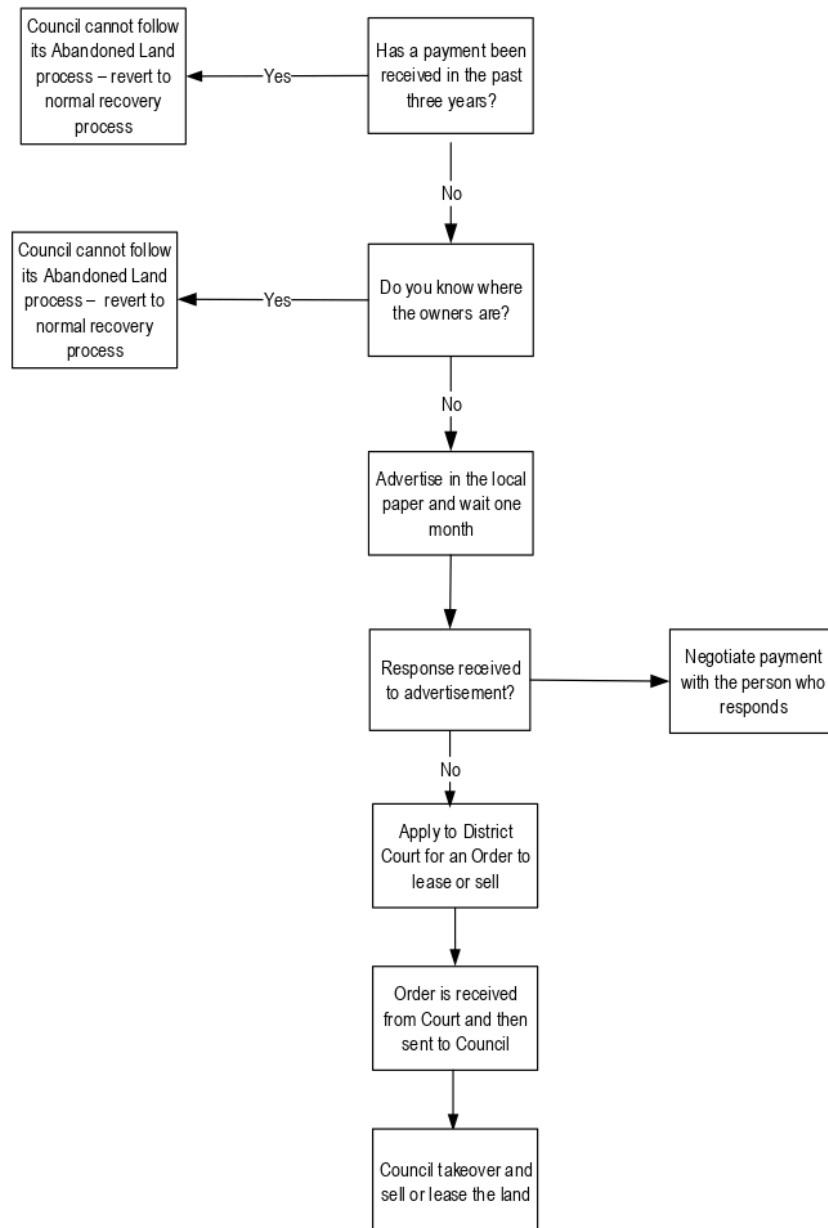 Council cannot follow
its Abandoned Land
process – revert to
normal recovery
process
Yes
Has a payment been
received in the past
three years?
No
Council cannot follow
its Abandoned Land
process –  revert to
normal recovery
process
Yes
Do you know where
the owners are?
No
Advertise in the local
paper and wait one
month
Response received
to advertisement?
Negotiate payment
with the person who
responds
No
Apply to District
Court for an Order to
lease or sell
Order is received
from Court and then
sent to Council
Council takeover and
sell or lease the land